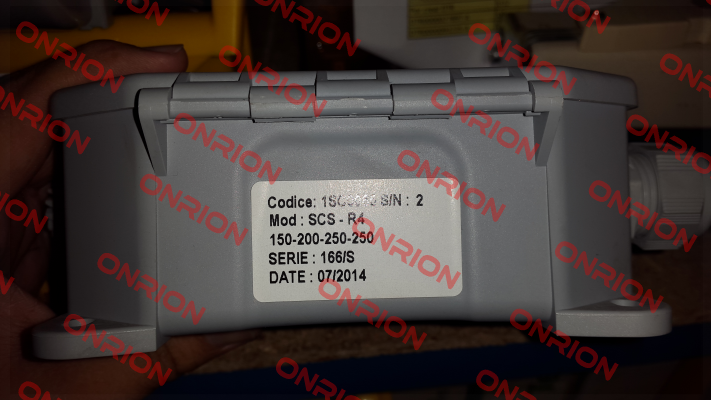 Codice: S/N : 2
Mod : SCS - R4
150-200-250-250
SERIE : 166/S
DATE : 07/2014
ONRION